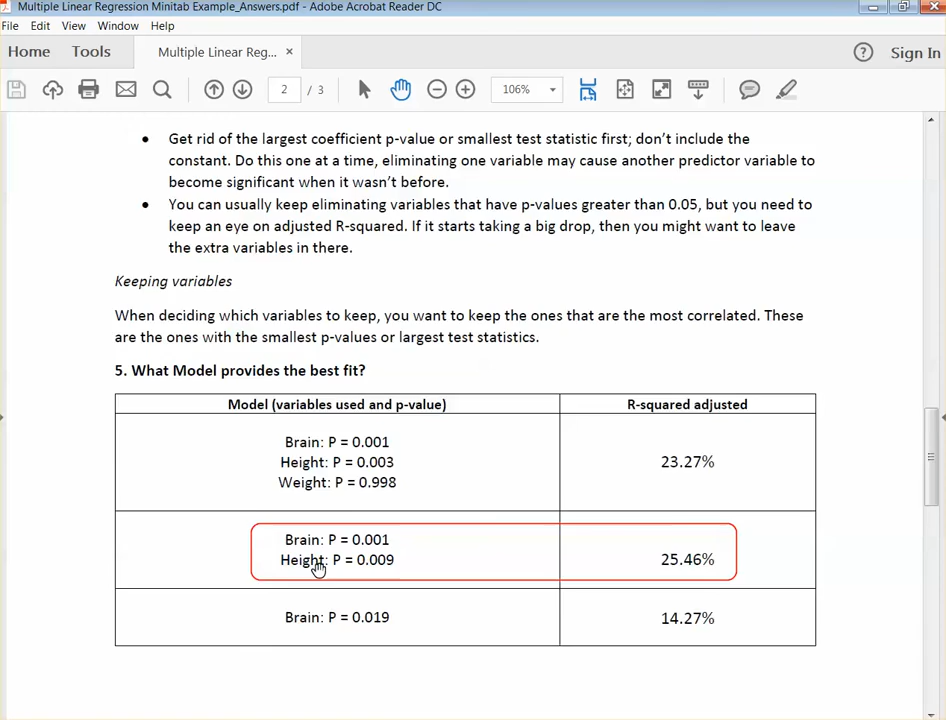 Multiple Linear Regression Minitab Example_Answers.pdf - Adobe Acrobat Reader DC
File Edit View Window Help
Home Tools Multiple Linear Reg... × ? Sign In
2 / 3 106%
• Get rid of the largest coefficient p-value or smallest test statistic first; don't include the
constant. Do this one at a time, eliminating one variable may cause another predictor variable to
become significant when it wasn't before.
• You can usually keep eliminating variables that have p-values greater than 0.05, but you need to
keep an eye on adjusted R-squared. If it starts taking a big drop, then you might want to leave
the extra variables in there.
Keeping variables
When deciding which variables to keep, you want to keep the ones that are the most correlated. These
are the ones with the smallest p-values or largest test statistics.
5. What Model provides the best fit?
Model (variables used and p-value) R-squared adjusted
Brain: P = 0.001
Height: P = 0.003 23.27%
Weight: P = 0.998
Brain: P = 0.001
Height: P = 0.009 25.46%
Brain: P = 0.019 14.27%